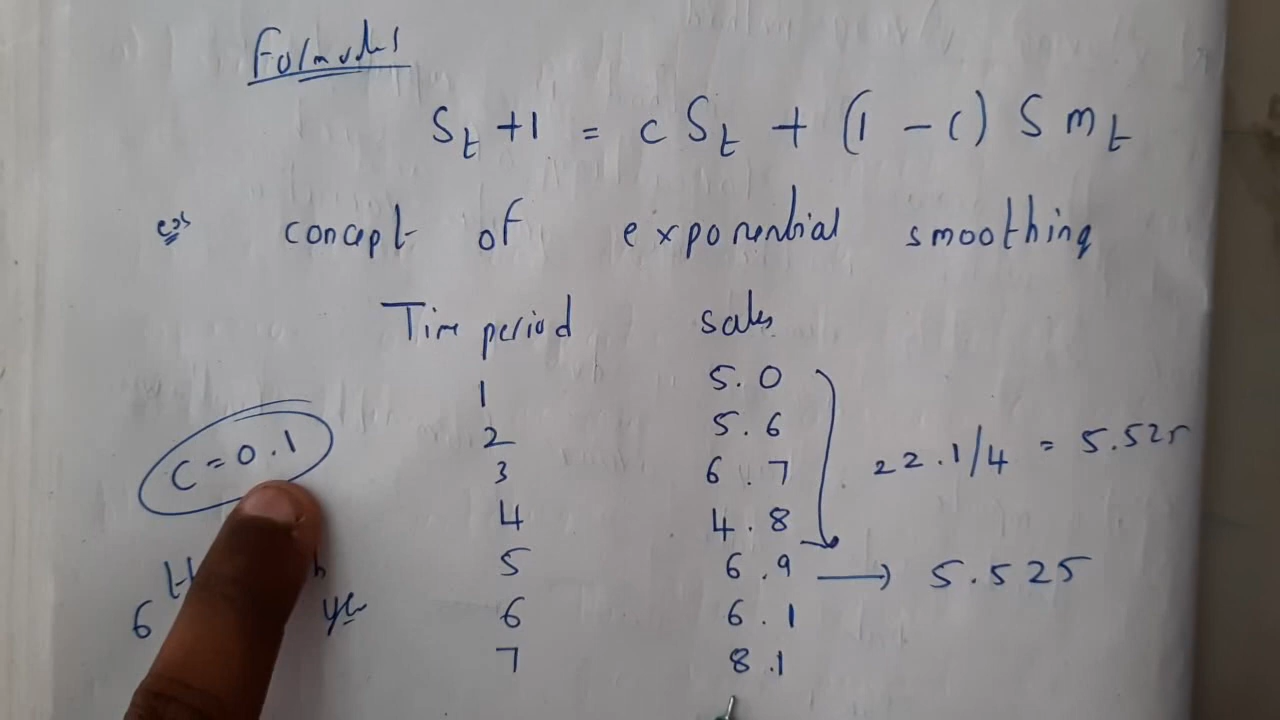 Formulas
St +1 = c St + (1 - c) Smt
concept of exponential smoothing
Time period sales
1 5.0
2 5.6
3 6.7 22.1/4 = 5.525
4 4.8
5 6.9 → 5.525
6 6.1
7 8.1
C = 0.1
6